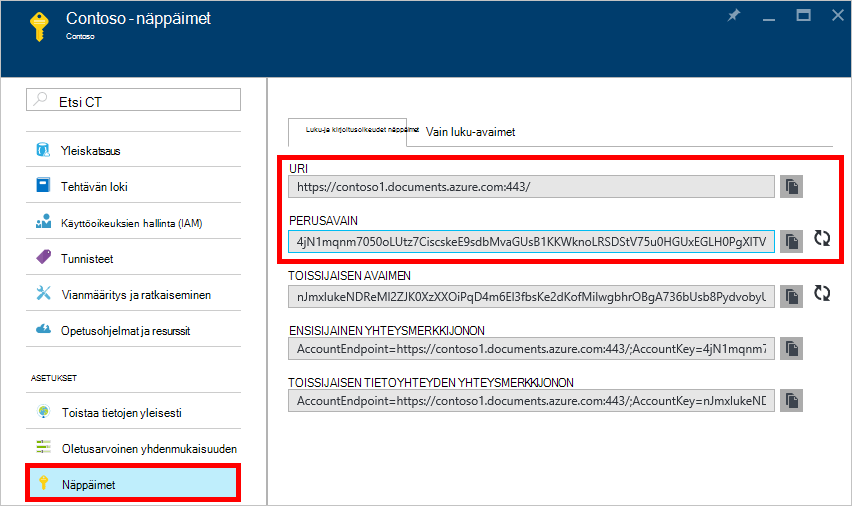 Contoso - näppäimet
Contoso
Etsi CT
Yleiskatsaus
Tehtävän loki
Käyttöoikeuksien hallinta (IAM)
Tunnisteet
Vianmääritys ja ratkaiseminen
Opetusohjelmat ja resurssit
ASETUKSET
Toistaa tietojen yleisesti
Oletusarvoinen yhdenmukaisuuden
Näppäimet
Luku-ja kirjoitusoikeudet näppäimet
Vain luku-avaimet
URI
https://contoso1.documents.azure.com:443/
PERUSAVAIN
4jN1mqnm7050oLUtz7CiscskeE9sdbMvaGUsB1KKWknoLRSDStV75u0HGUxEGLH0PgXlTV
TOISSIJAISEN AVAIMEN
nJmxlukeNDReMI2ZJK0XzXXOiPqD4m6El3fbsKe2dKofMiIwgbhrOBgA736bUsb8Pydvobyl
ENSISIJAINEN YHTEYSMERKKIJONON
AccountEndpoint=https://contoso1.documents.azure.com:443/;AccountKey=4jN1mqnm7
TOISSIJAISEN TIETOYHTEYDEN YHTEYSMERKKIJONON
AccountEndpoint=https://contoso1.documents.azure.com:443/;AccountKey=nJmxlukeND